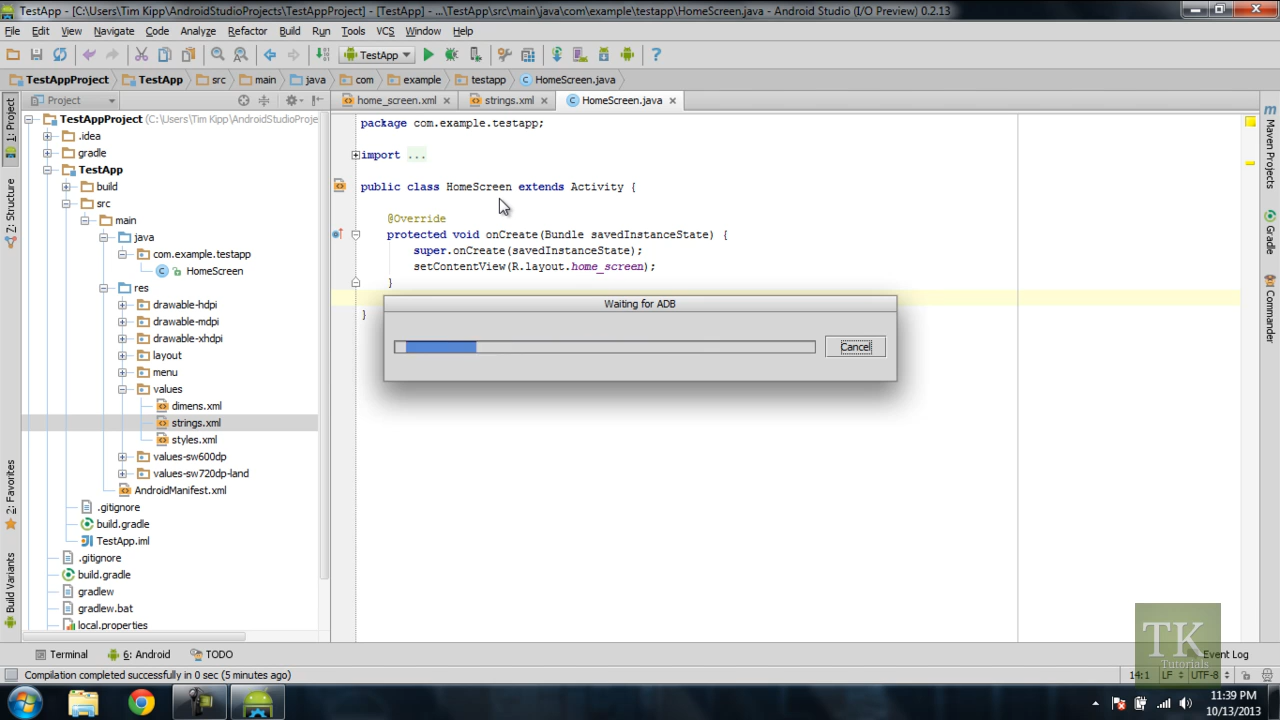 TestApp - [C:\Users\Tim Kipp\AndroidStudioProjects\TestAppProject] - [TestApp] - ...\TestApp\src\main\java\com\example\testapp\HomeScreen.java - Android Studio (I/O Preview) 0.2.13
File Edit View Navigate Code Analyze Refactor Build Run Tools VCS Window Help
TestApp
TestAppProject TestApp src main java com example testapp HomeScreen.java
Project
home_screen.xml strings.xml HomeScreen.java
1: Project
Z: Structure
2: Favorites
Build Variants
TestAppProject (C:\Users\Tim Kipp\AndroidStudioProje
.idea
gradle
TestApp
build
src
main
java
com.example.testapp
HomeScreen
res
drawable-hdpi
drawable-mdpi
drawable-xhdpi
layout
menu
values
dimens.xml
strings.xml
styles.xml
values-sw600dp
values-sw720dp-land
AndroidManifest.xml
.gitignore
build.gradle
TestApp.iml
.gitignore
build.gradle
gradlew
gradlew.bat
local.properties
package com.example.testapp;
import ...
public class HomeScreen extends Activity {
@Override
protected void onCreate(Bundle savedInstanceState) {
super.onCreate(savedInstanceState);
setContentView(R.layout.home_screen);
}
}
Waiting for ADB
Cancel
Maven Projects
Gradle
Commander
TK
Tutorials
Terminal 6: Android TODO Event Log
Compilation completed successfully in 0 sec (5 minutes ago) 14:1 LF UTF-8
11:39 PM
10/13/2013